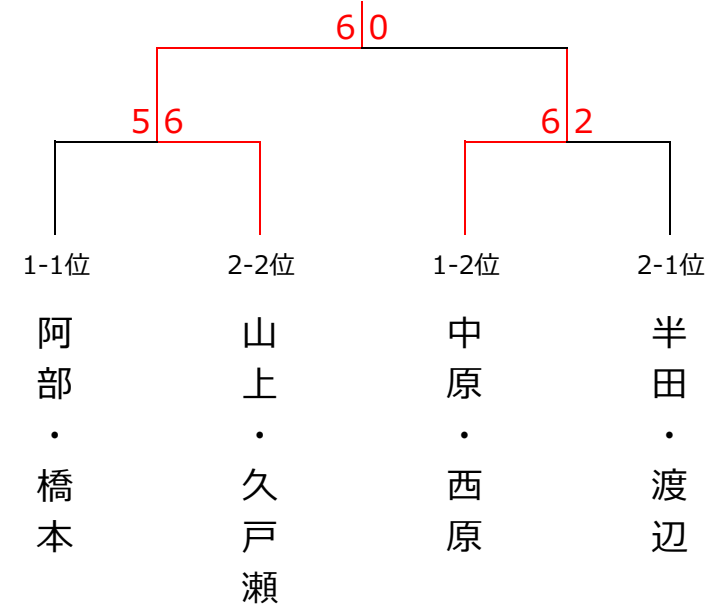 6 0
5 6
6 2
1-1位
2-2位
1-2位
2-1位
阿部・橋本
山上・久戸瀬
中原・西原
半田・渡辺